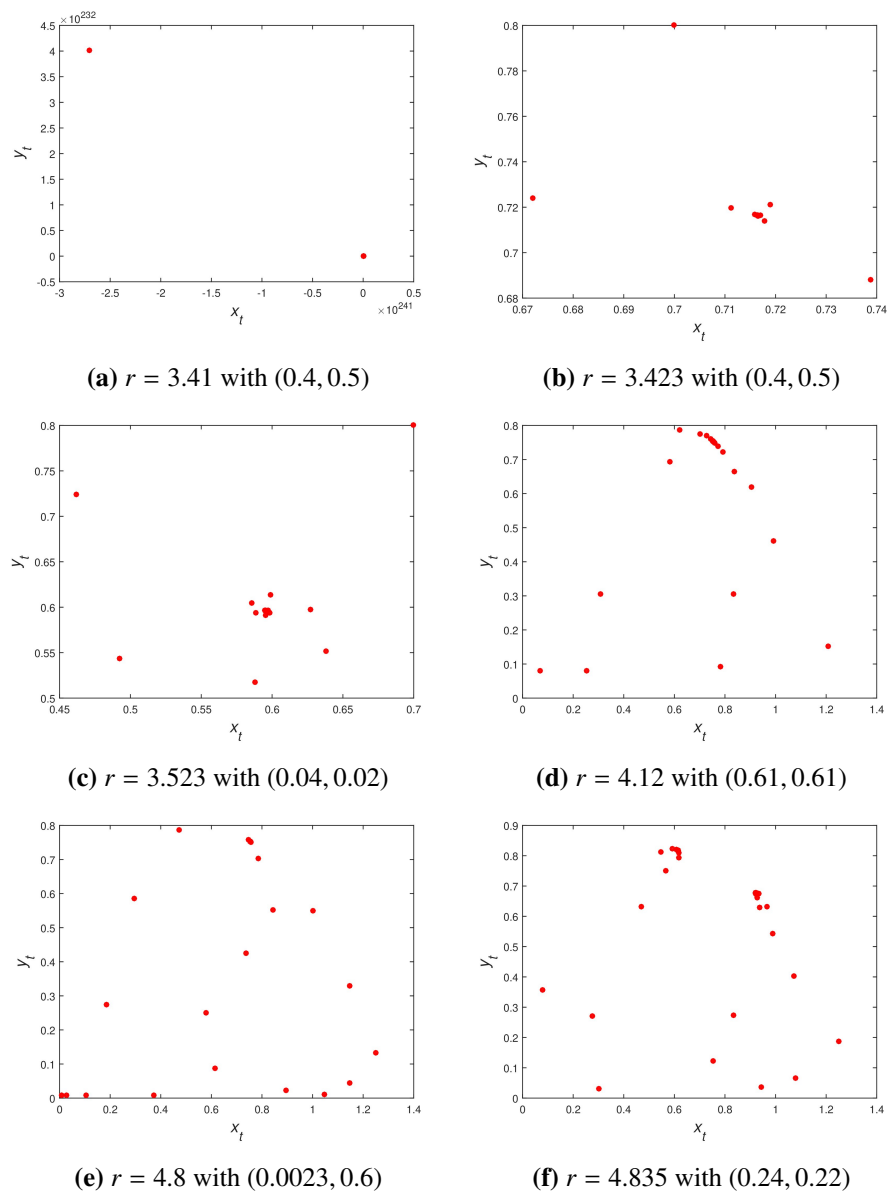 ×10^232
4.5
4
3.5
3
2.5
2
1.5
1
0.5
0
-0.5
y_t
-3 -2.5 -2 -1.5 -1 -0.5 0 0.5
x_t ×10^241
(a) r = 3.41 with (0.4, 0.5)
0.8
0.78
0.76
0.74
0.72
0.7
0.68
y_t
0.67 0.68 0.69 0.7 0.71 0.72 0.73 0.74
x_t
(b) r = 3.423 with (0.4, 0.5)
0.8
0.75
0.7
0.65
0.6
0.55
0.5
y_t
0.45 0.5 0.55 0.6 0.65 0.7
x_t
(c) r = 3.523 with (0.04, 0.02)
0.8
0.7
0.6
0.5
0.4
0.3
0.2
0.1
0
y_t
0 0.2 0.4 0.6 0.8 1 1.2 1.4
x_t
(d) r = 4.12 with (0.61, 0.61)
0.8
0.7
0.6
0.5
0.4
0.3
0.2
0.1
0
y_t
0 0.2 0.4 0.6 0.8 1 1.2 1.4
x_t
(e) r = 4.8 with (0.0023, 0.6)
0.9
0.8
0.7
0.6
0.5
0.4
0.3
0.2
0.1
0
y_t
0 0.2 0.4 0.6 0.8 1 1.2 1.4
x_t
(f) r = 4.835 with (0.24, 0.22)